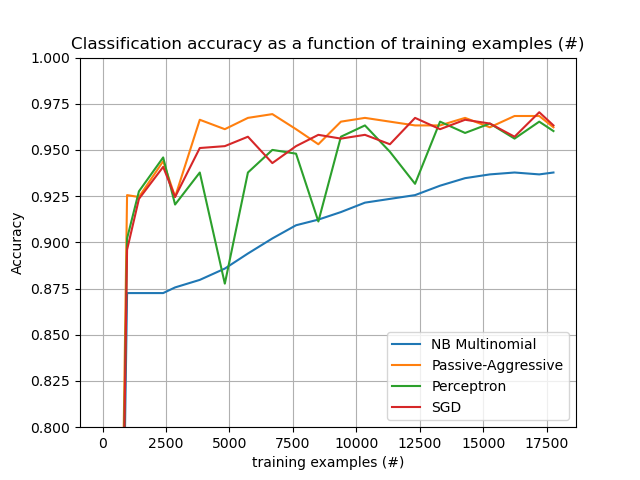 Classification accuracy as a function of training examples (#)
1.000
0.975
0.950
0.925
0.900
0.875
0.850
0.825
0.800
Accuracy
NB Multinomial
Passive-Aggressive
Perceptron
SGD
0 2500 5000 7500 10000 12500 15000 17500
training examples (#)